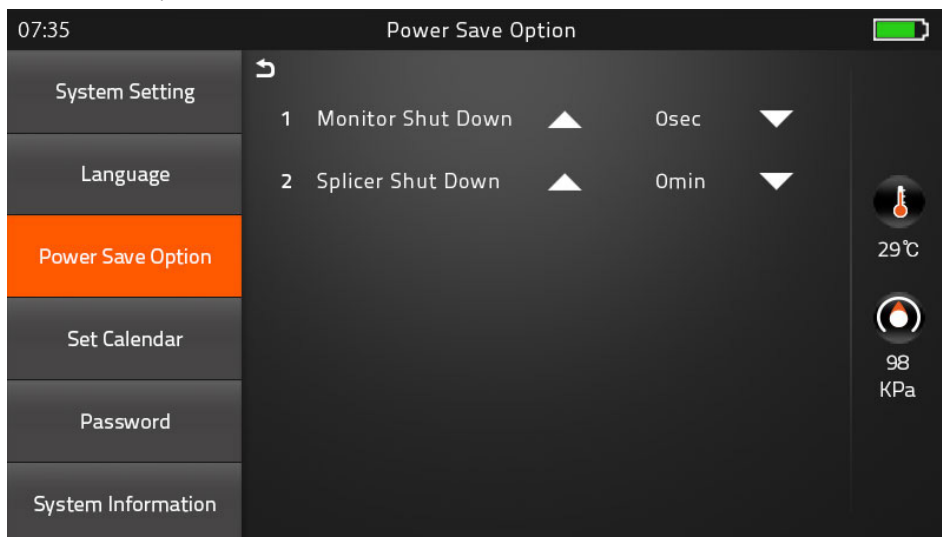 07:35
Power Save Option
System Setting
Language
Power Save Option
Set Calendar
Password
System Information
1 Monitor Shut Down 0sec
2 Splicer Shut Down 0min
29℃
98
KPa